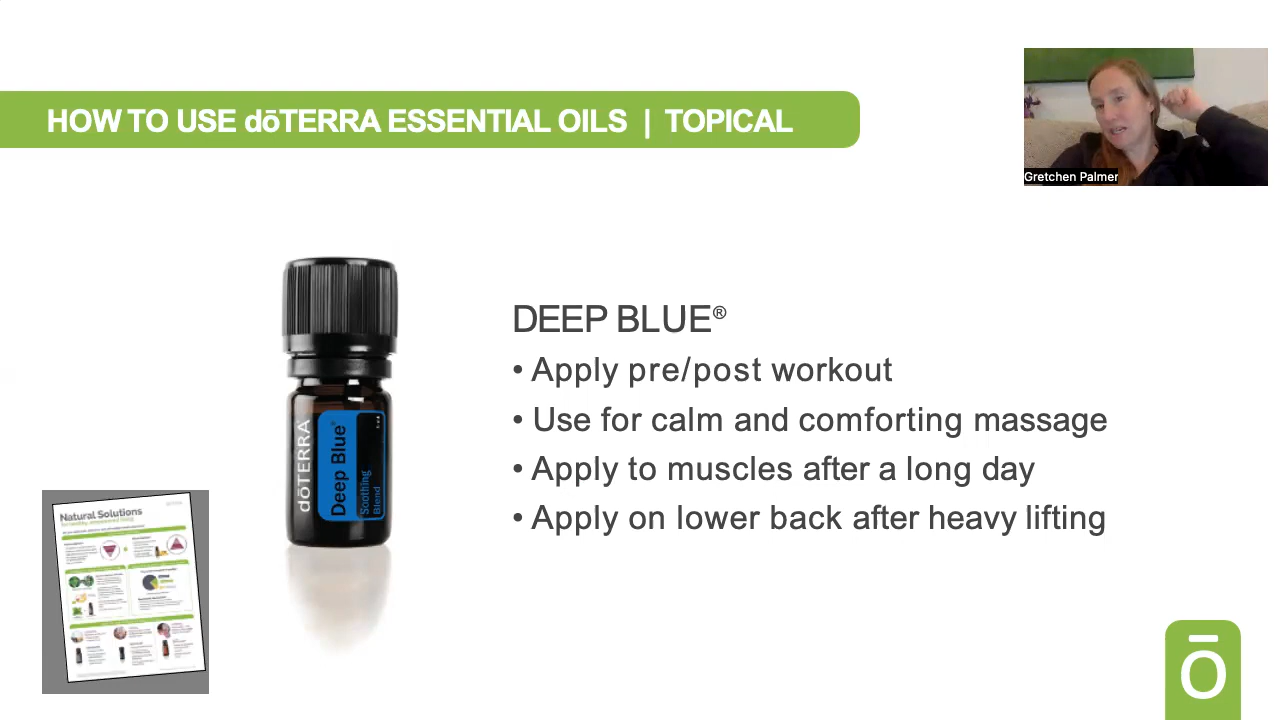 HOW TO USE dōTERRA ESSENTIAL OILS | TOPICAL
Gretchen Palmer
DEEP BLUE®
• Apply pre/post workout
• Use for calm and comforting massage
• Apply to muscles after a long day
• Apply on lower back after heavy lifting
dōTERRA
Deep Blue®
Soothing
Blend
Natural Solutions
ō